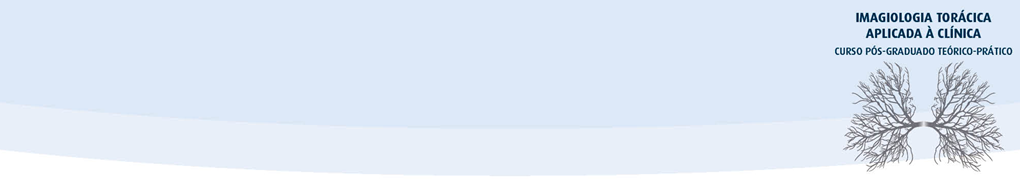 IMAGIOLOGIA TORÁCICA
APLICADA À CLÍNICA
CURSO PÓS-GRADUADO TEÓRICO-PRÁTICO